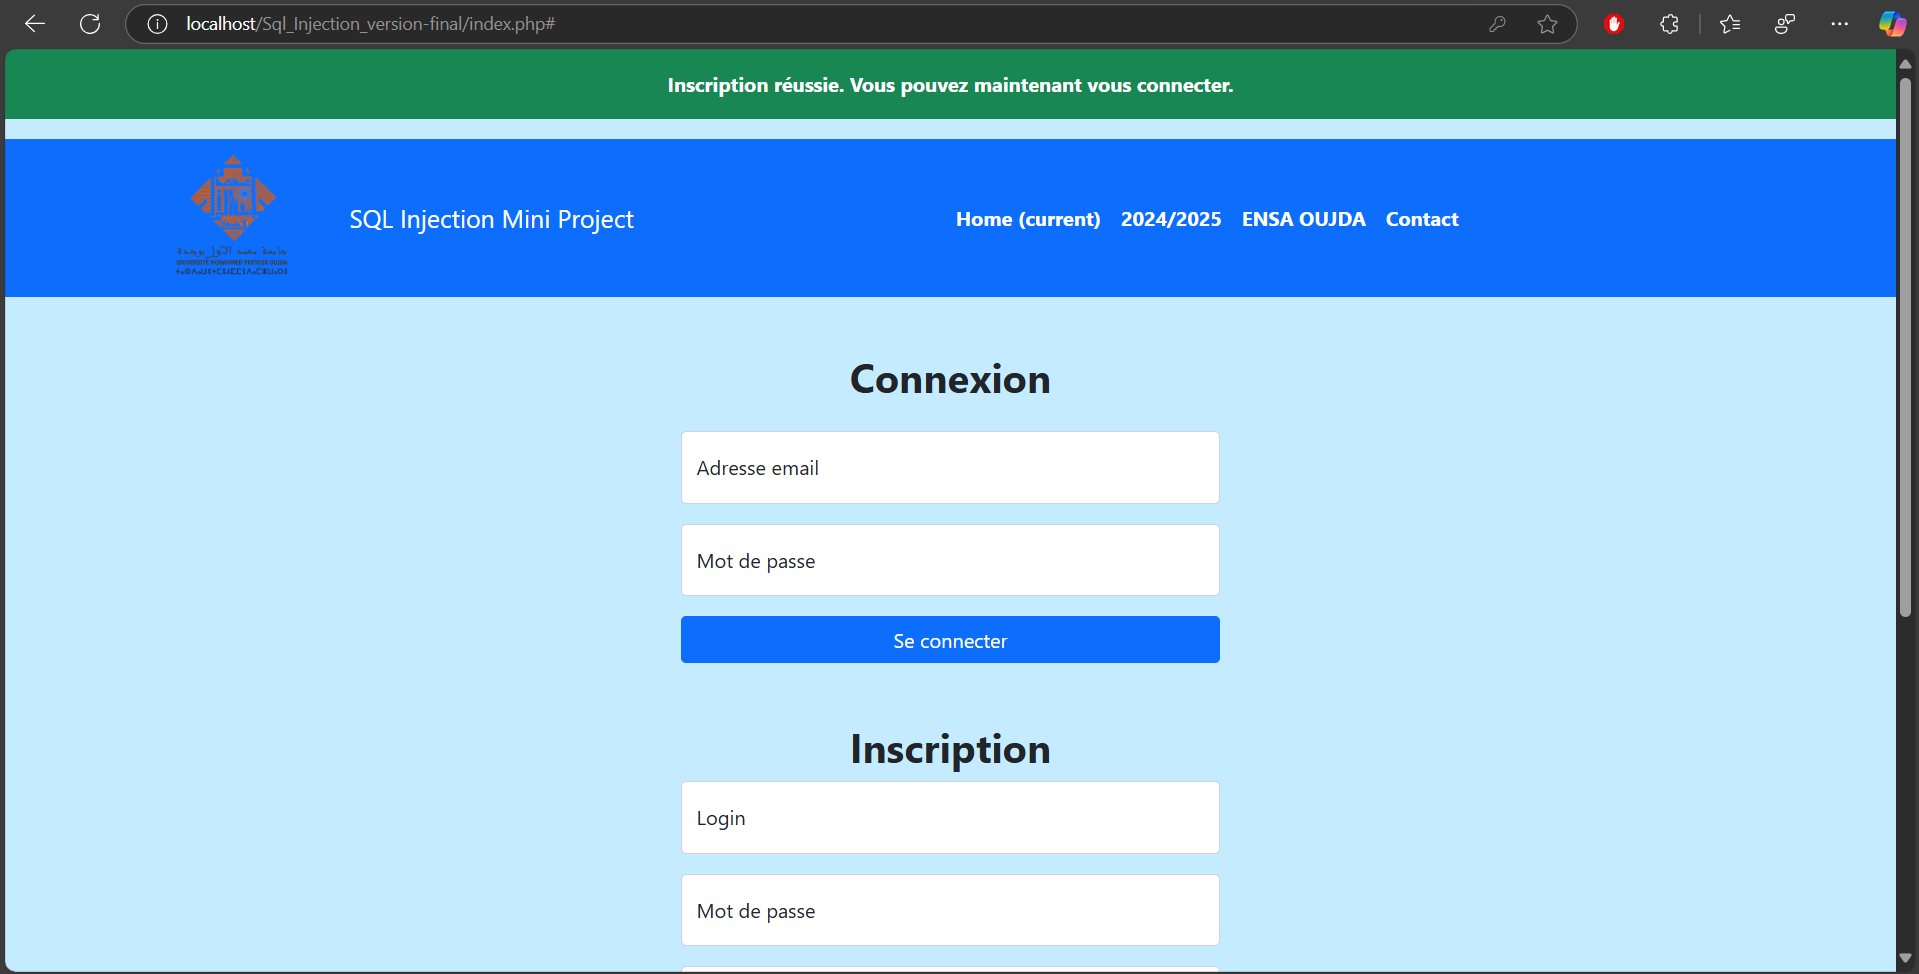 localhost/Sql_Injection_version-final/index.php#
Inscription réussie. Vous pouvez maintenant vous connecter.
جامعة محمد الأول بوجدة
UNIVERSITÉ MOHAMMED PREMIER OUJDA
SQL Injection Mini Project
Home (current) 2024/2025 ENSA OUJDA Contact
Connexion
Adresse email
Mot de passe
Se connecter
Inscription
Login
Mot de passe